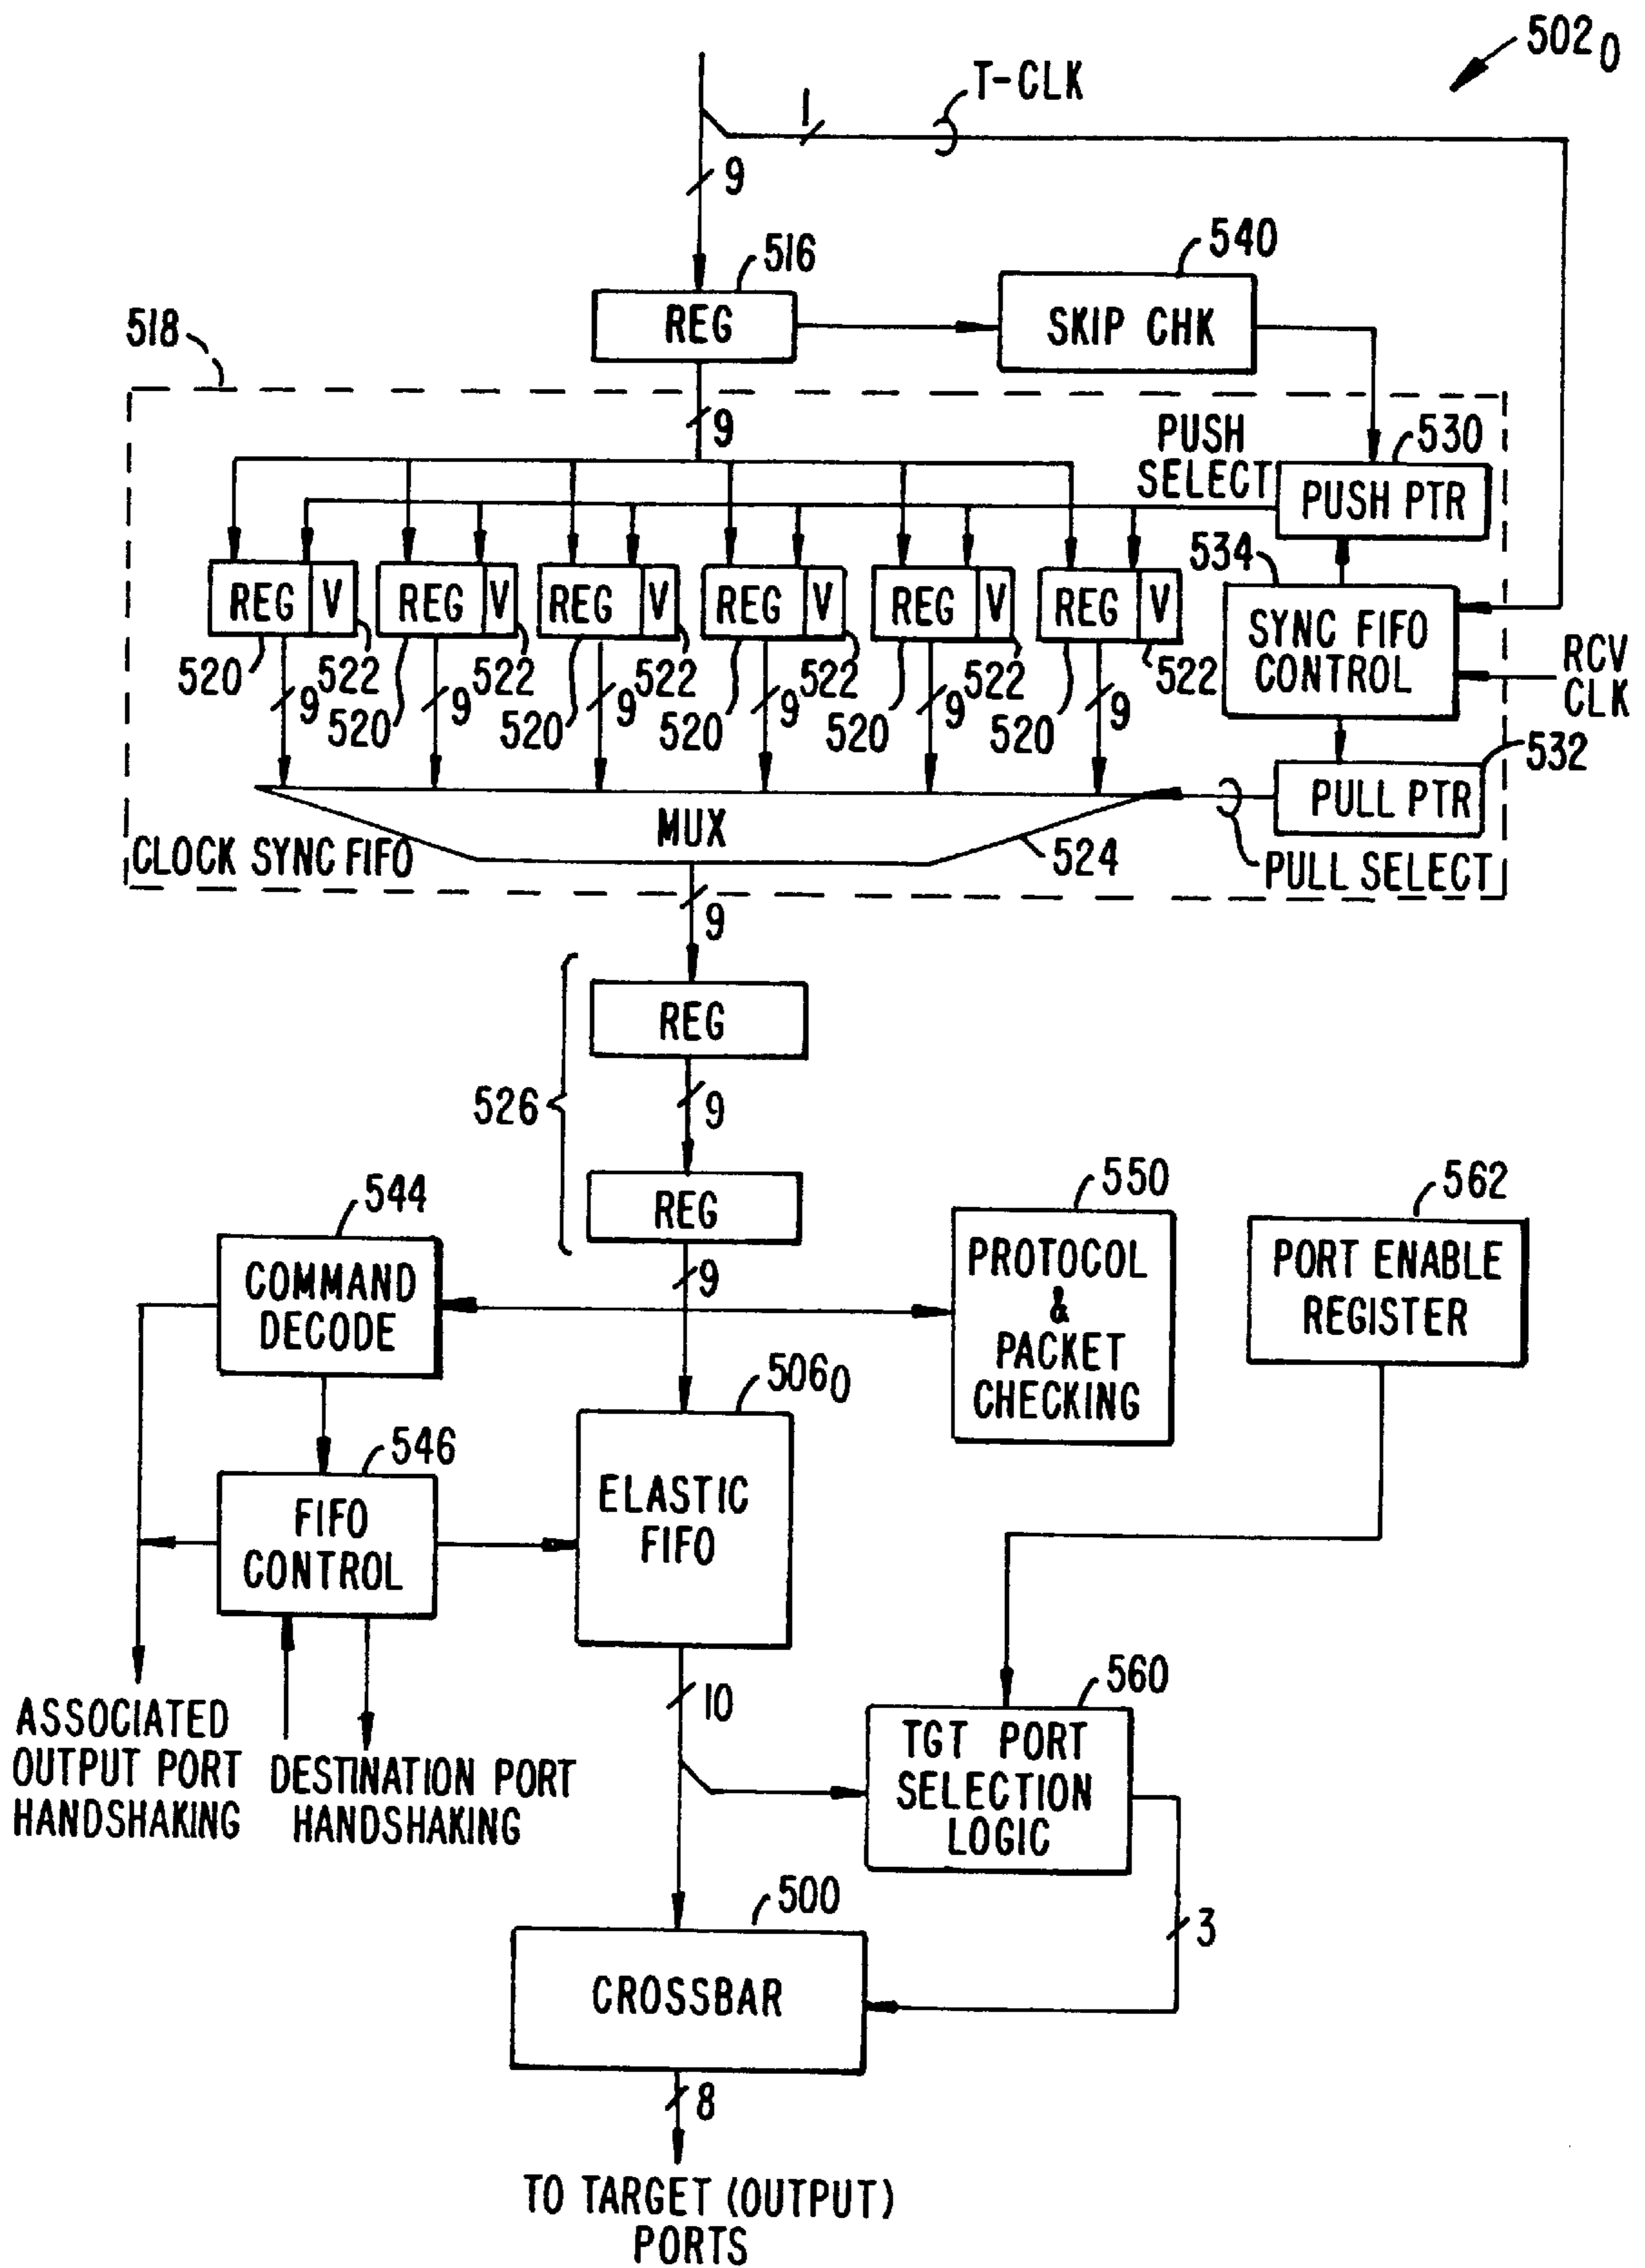 502 0
T-CLK
1
9
516
540
REG
SKIP CHK
518
9
PUSH
SELECT
530
PUSH PTR
534
REG V REG V REG V REG V REG V REG V
SYNC FIFO
CONTROL
RCV
CLK
520 9 522 520 9 522 520 9 522 520 9 522 520 9 522 520 9 522
532
PULL PTR
MUX
524
CLOCK SYNC FIFO
PULL SELECT
9
REG
526
9
REG
9
544
COMMAND
DECODE
550
PROTOCOL
&
PACKET
CHECKING
562
PORT ENABLE
REGISTER
506 0
546
FIFO
CONTROL
ELASTIC
FIFO
10
560
TGT PORT
SELECTION
LOGIC
ASSOCIATED
OUTPUT PORT
HANDSHAKING
DESTINATION PORT
HANDSHAKING
500
3
CROSSBAR
8
TO TARGET (OUTPUT)
PORTS